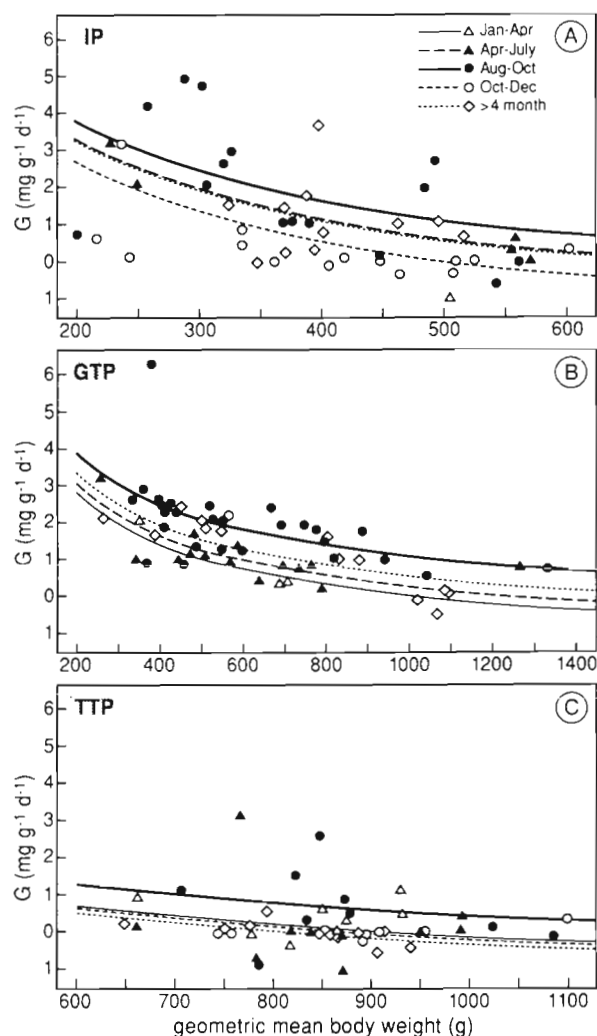 IP
A
Jan-Apr
Apr-July
Aug-Oct
Oct-Dec
>4 month
G (mg g⁻¹ d⁻¹)
6
5
4
3
2
1
0
1
200 300 400 500 600
GTP
B
G (mg g⁻¹ d⁻¹)
6
5
4
3
2
1
0
1
200 400 600 800 1000 1200 1400
TTP
C
G (mg g⁻¹ d⁻¹)
6
5
4
3
2
1
0
1
600 700 800 900 1000 1100
geometric mean body weight (g)